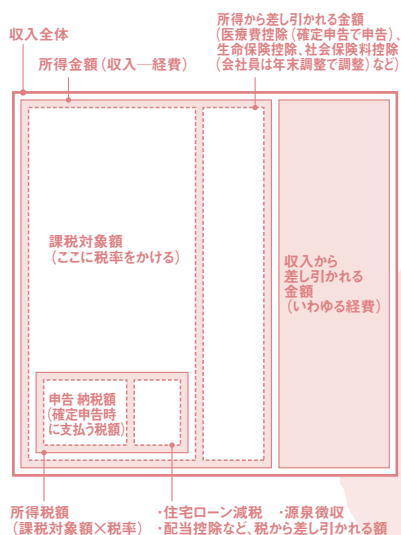 収入全体
所得金額（収入―経費）
所得から差し引かれる金額
（医療費控除（確定申告で申告）、
生命保険控除、社会保険料控除
（会社員は年末調整で調整）など）
課税対象額
（ここに税率をかける）
収入から
差し引かれる
金額
（いわゆる経費）
申告 納税額
（確定申告時
に支払う税額）
所得税額
（課税対象額×税率）
・住宅ローン減税　・源泉徴収
・配当控除など、税から差し引かれる額